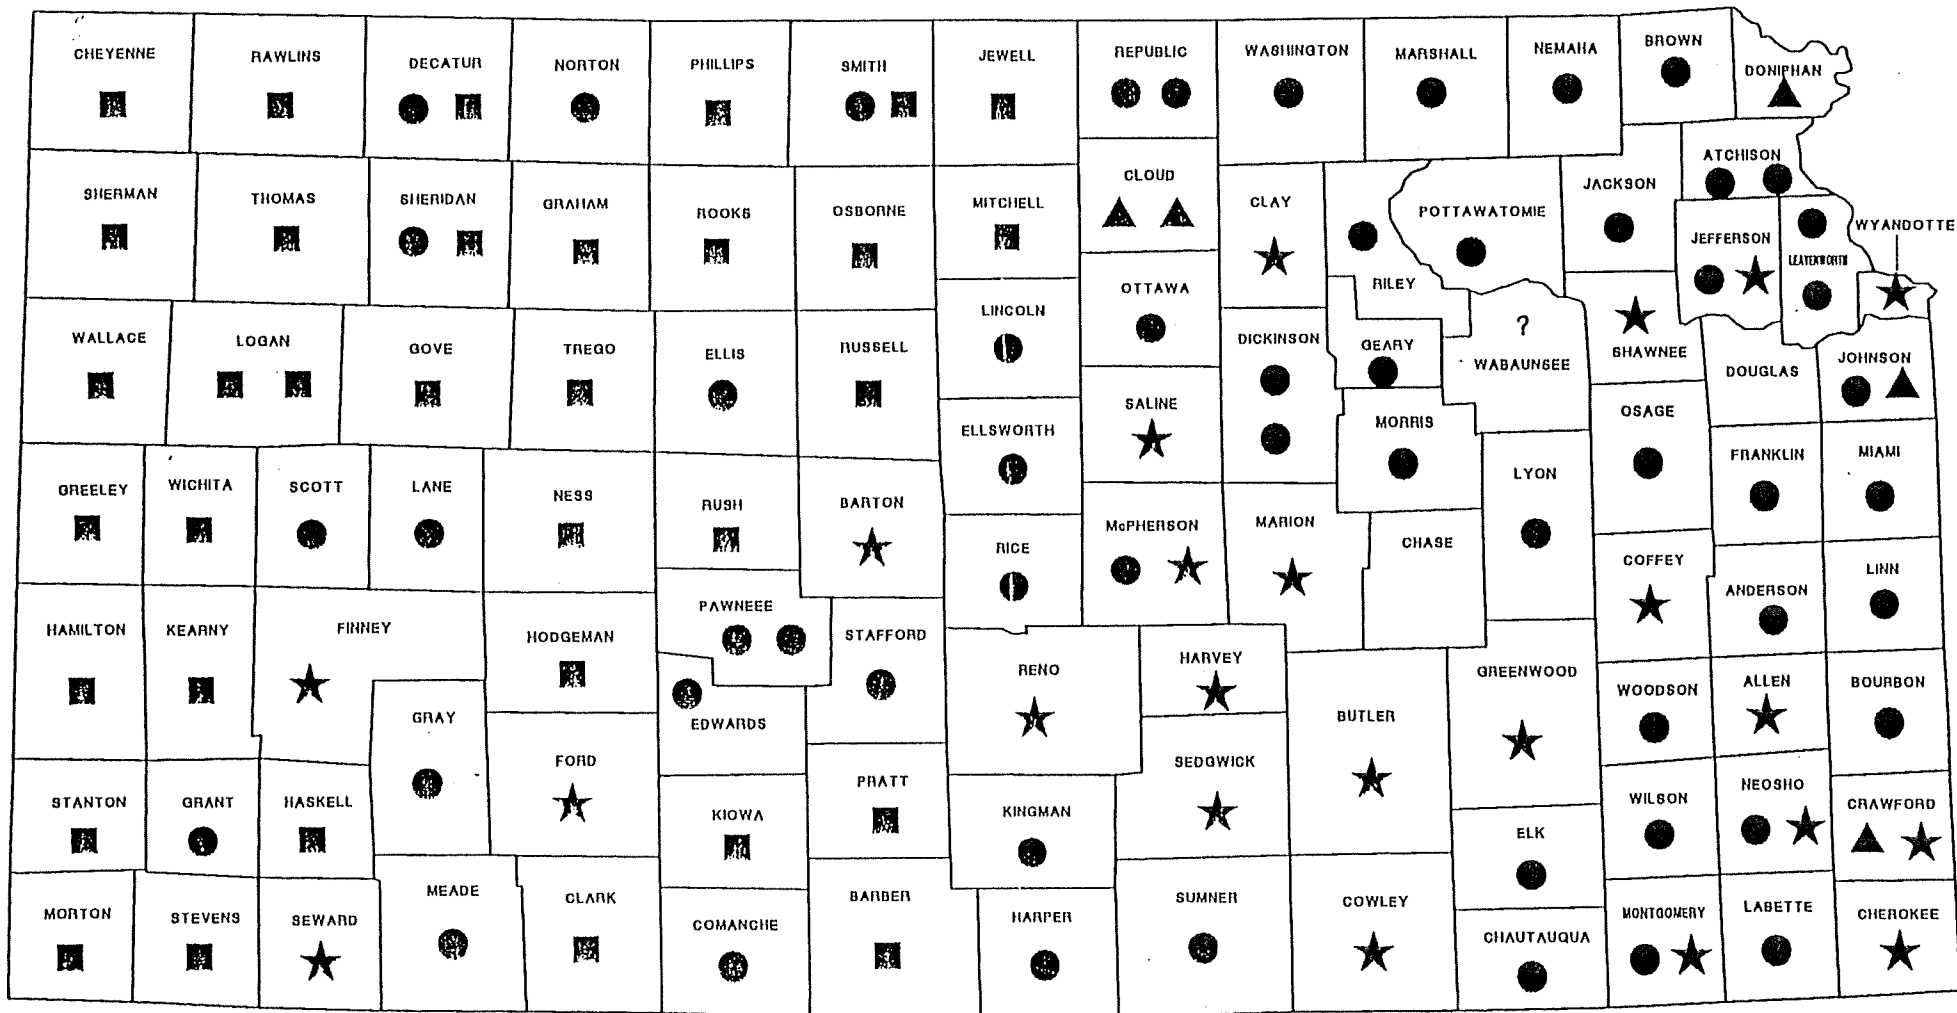 CHEYENNE
RAWLINS
DECATUR
NORTON
PHILLIPS
SMITH
JEWELL
REPUBLIC
WASHINGTON
MARSHALL
NEMAHA
BROWN
DONIPHAN
SHERMAN
THOMAS
SHERIDAN
GRAHAM
ROOKS
OSBORNE
MITCHELL
CLOUD
CLAY
RILEY
POTTAWATOMIE
JACKSON
ATCHISON
JEFFERSON
LEAVENWORTH
WYANDOTTE
WALLACE
LOGAN
GOVE
TREGO
ELLIS
RUSSELL
LINCOLN
OTTAWA
DICKINSON
GEARY
?
WABAUNSEE
SHAWNEE
DOUGLAS
JOHNSON
GREELEY
WICHITA
SCOTT
LANE
NESS
RUSH
BARTON
ELLSWORTH
SALINE
MORRIS
LYON
OSAGE
FRANKLIN
MIAMI
RICE
McPHERSON
MARION
CHASE
COFFEY
ANDERSON
LINN
HAMILTON
KEARNY
FINNEY
HODGEMAN
PAWNEEE
STAFFORD
RENO
HARVEY
BUTLER
GREENWOOD
WOODSON
ALLEN
BOURBON
GRAY
FORD
EDWARDS
SEDGWICK
STANTON
GRANT
HASKELL
KIOWA
PRATT
KINGMAN
ELK
WILSON
NEOSHO
CRAWFORD
MORTON
STEVENS
SEWARD
MEADE
CLARK
COMANCHE
BARBER
HARPER
SUMNER
COWLEY
CHAUTAUQUA
MONTGOMERY
LABETTE
CHEROKEE